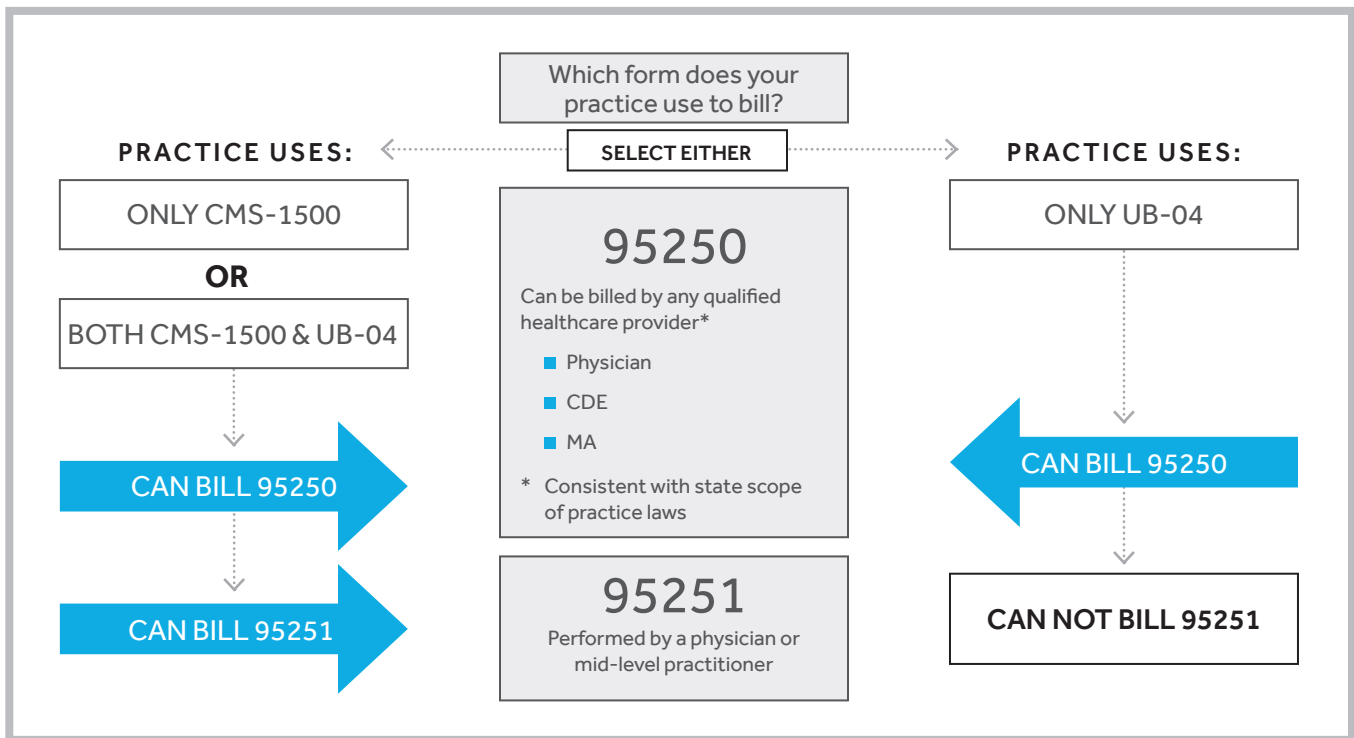 Which form does your
practice use to bill?
SELECT EITHER
PRACTICE USES:
ONLY CMS-1500
OR
BOTH CMS-1500 & UB-04
CAN BILL 95250
CAN BILL 95251
95250
Can be billed by any qualified
healthcare provider*
Physician
CDE
MA
* Consistent with state scope
of practice laws
95251
Performed by a physician or
mid-level practitioner
PRACTICE USES:
ONLY UB-04
CAN BILL 95250
CAN NOT BILL 95251